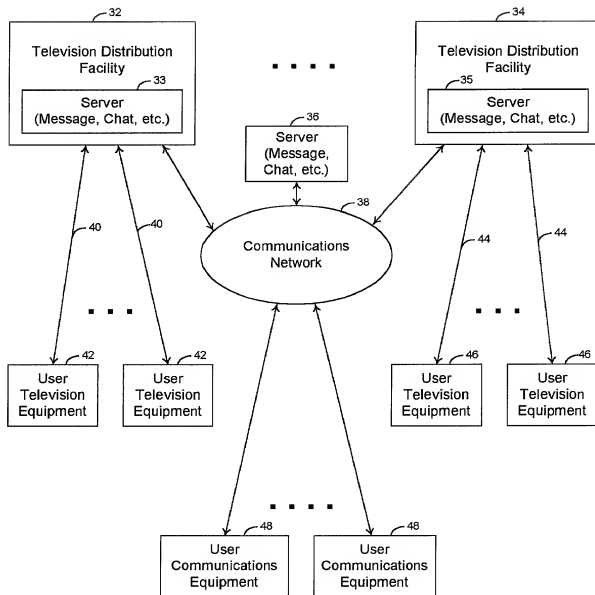 32
Television Distribution
Facility
33
Server
(Message, Chat, etc.)
34
Television Distribution
Facility
35
Server
(Message, Chat, etc.)
36
Server
(Message,
Chat, etc.)
38
Communications
Network
40
40
44
44
42
User
Television
Equipment
42
User
Television
Equipment
46
User
Television
Equipment
46
User
Television
Equipment
48
User
Communications
Equipment
48
User
Communications
Equipment